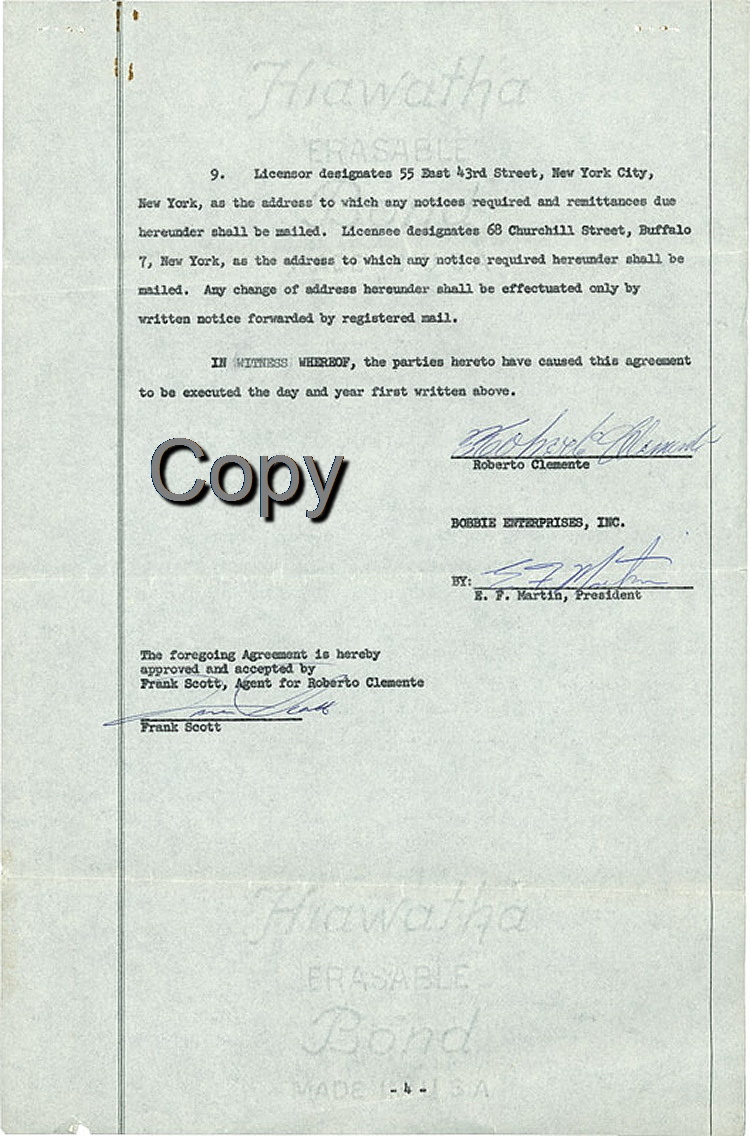 Hiawatha
ERASABLE
Bond
9. Licensor designates 55 East 43rd Street, New York City,
New York, as the address to which any notices required and remittances due
hereunder shall be mailed. Licensee designates 68 Churchill Street, Buffalo
7, New York, as the address to which any notice required hereunder shall be
mailed. Any change of address hereunder shall be effectuated only by
written notice forwarded by registered mail.
IN WITNESS WHEREOF, the parties hereto have caused this agreement
to be executed the day and year first written above.
Roberto Clemente
Roberto Clemente
Copy
BOBBIE ENTERPRISES, INC.
BY: E F Martin
E. F. Martin, President
The foregoing Agreement is hereby
approved and accepted by
Frank Scott, Agent for Roberto Clemente
Frank Scott
Frank Scott
Hiawatha
ERASABLE
Bond
MADE IN U S A
- 4 -